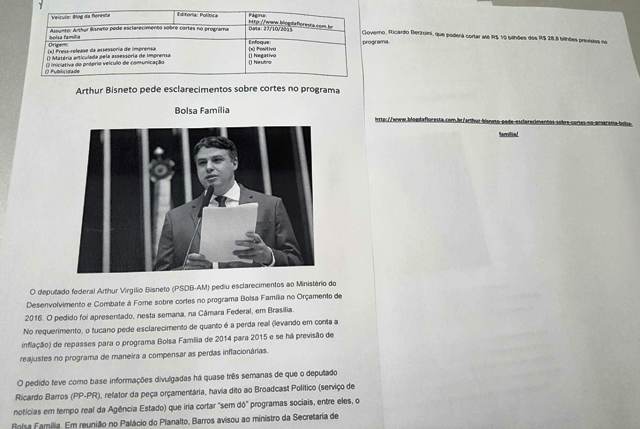 Veículo: Blog da floresta
Editoria: Política
Página:
http://www.blogdafloresta.com.br
Assunto: Arthur Bisneto pede esclarecimentos sobre cortes no programa
bolsa família
Data: 27/10/2015
Origem:
(x) Press-release da assessoria de imprensa
() Matéria articulada pela assessoria de imprensa
() Iniciativa do próprio veículo de comunicação
() Publicidade
Enfoque:
(x) Positivo
() Negativo
() Neutro
Arthur Bisneto pede esclarecimentos sobre cortes no programa
Bolsa Família
O deputado federal Arthur Virgílio Bisneto (PSDB-AM) pediu esclarecimentos ao Ministério do
Desenvolvimento e Combate à Fome sobre cortes no programa Bolsa Família no Orçamento de
2016. O pedido foi apresentado, nesta semana, na Câmara Federal, em Brasília.
No requerimento, o tucano pede esclarecimento de quanto é a perda real (levando em conta a
inflação) de repasses para o programa Bolsa Família de 2014 para 2015 e se há previsão de
reajustes no programa de maneira a compensar as perdas inflacionárias.
O pedido teve como base informações divulgadas há quase três semanas de que o deputado
Ricardo Barros (PP-PR), relator da peça orçamentária, havia dito ao Broadcast Político (serviço de
notícias em tempo real da Agência Estado) que iria cortar "sem dó" programas sociais, entre eles, o
Bolsa Família. Em reunião no Palácio do Planalto, Barros avisou ao ministro da Secretaria de
Governo, Ricardo Berzoini, que poderá cortar até R$ 10 bilhões dos R$ 28,8 bilhões previstos no
programa.
http://www.blogdafloresta.com.br/arthur-bisneto-pede-esclarecimentos-sobre-cortes-no-programa-bolsa-
familia/